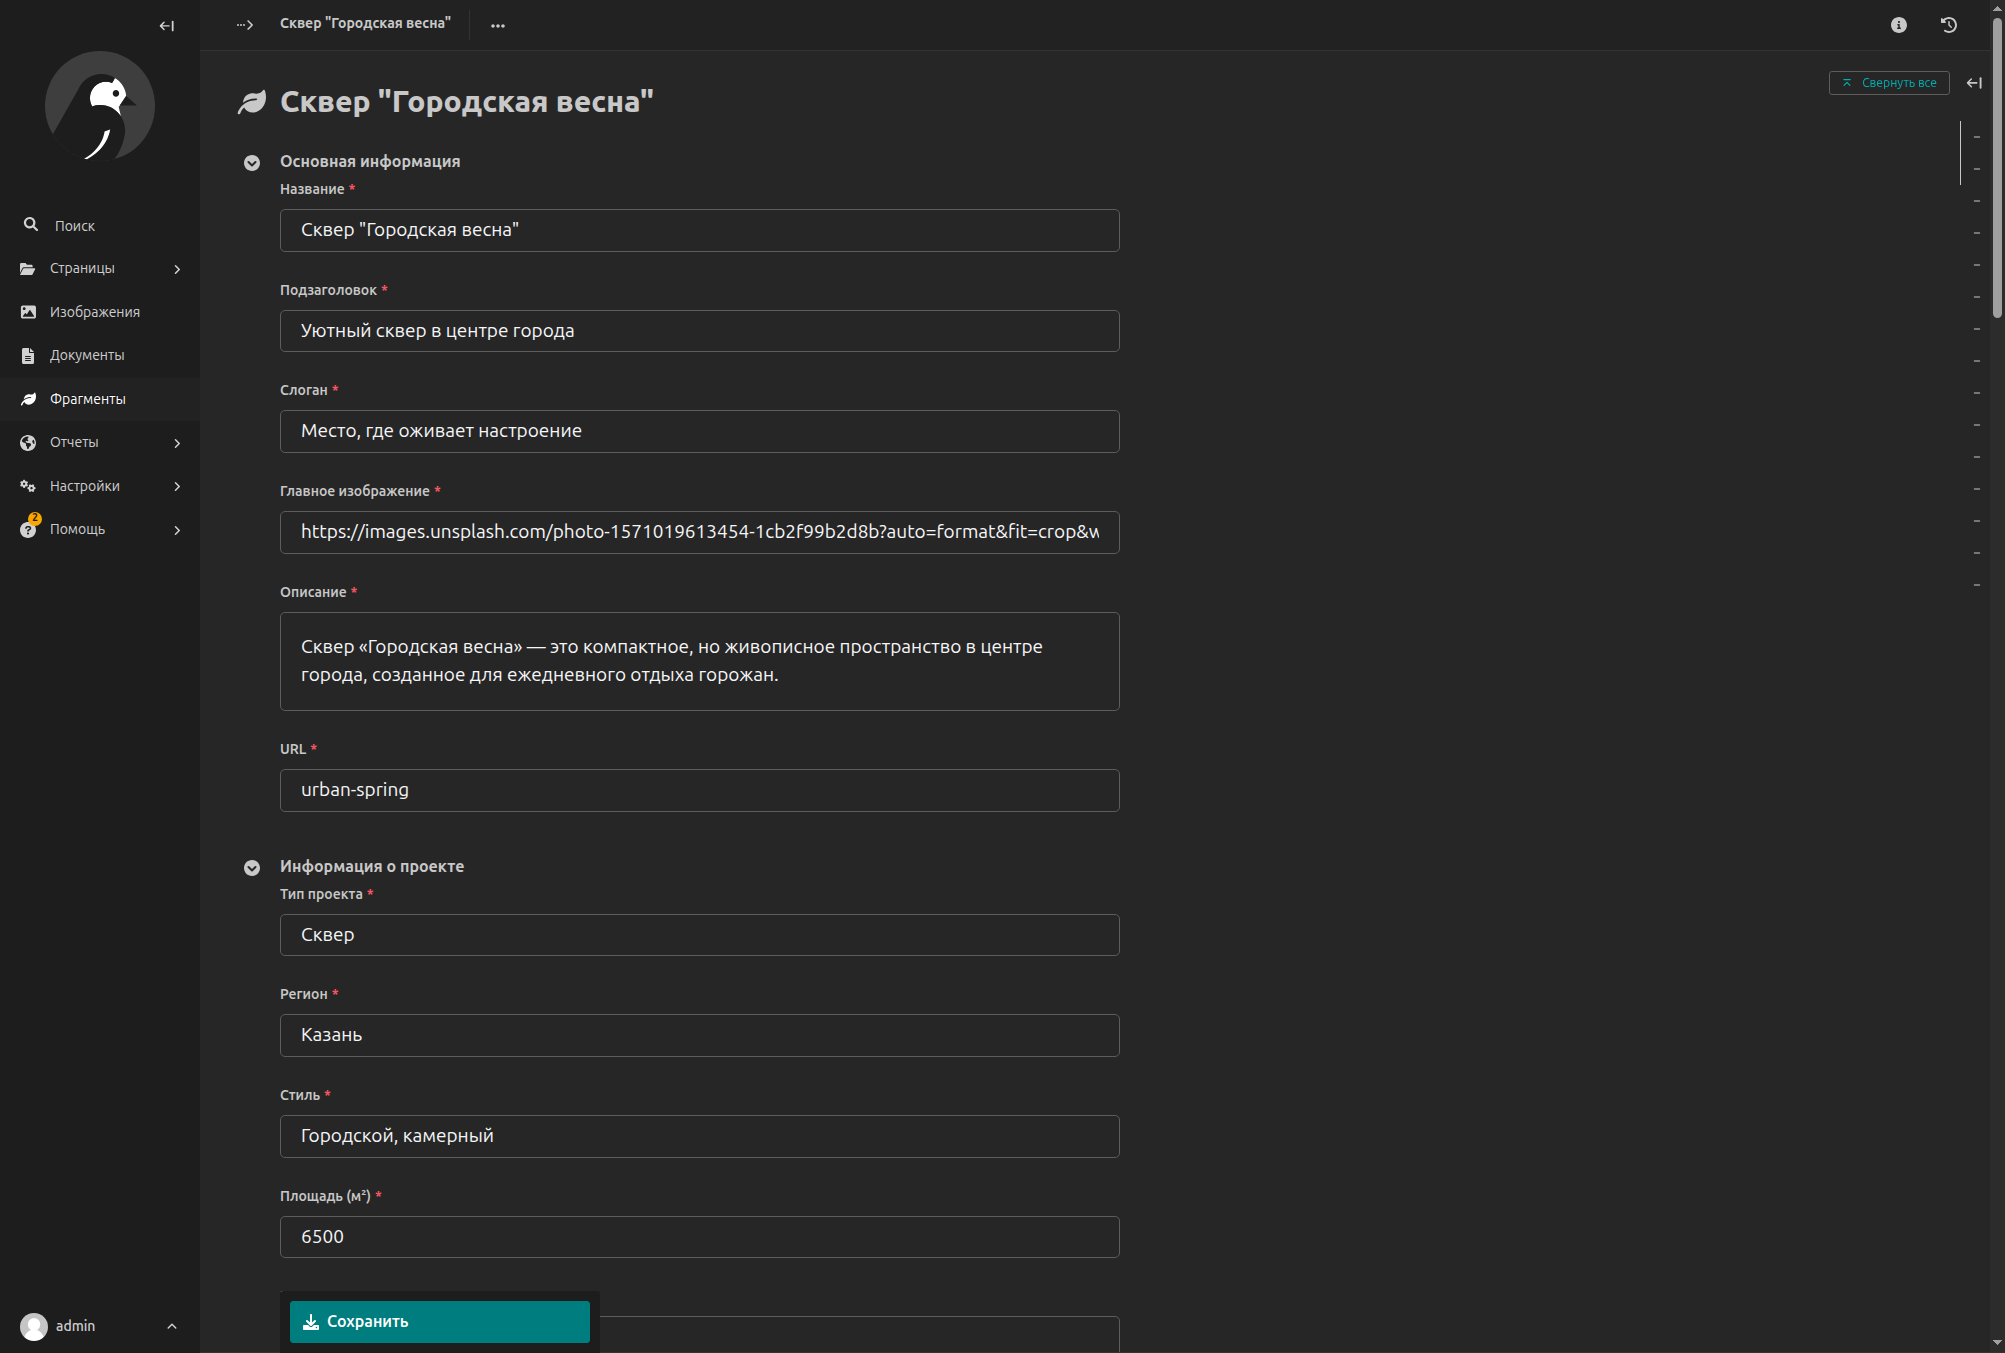 Сквер "Городская весна"
Свернуть все
Сквер "Городская весна"
Поиск
Страницы
Изображения
Документы
Фрагменты
Отчеты
Настройки
2
Помощь
admin
Основная информация
Название *
Сквер "Городская весна"
Подзаголовок *
Уютный сквер в центре города
Слоган *
Место, где оживает настроение
Главное изображение *
https://images.unsplash.com/photo-1571019613454-1cb2f99b2d8b?auto=format&fit=crop&w
Описание *
Сквер «Городская весна» — это компактное, но живописное пространство в центре
города, созданное для ежедневного отдыха горожан.
URL *
urban-spring
Информация о проекте
Тип проекта *
Сквер
Регион *
Казань
Стиль *
Городской, камерный
Площадь (м²) *
6500
Сохранить